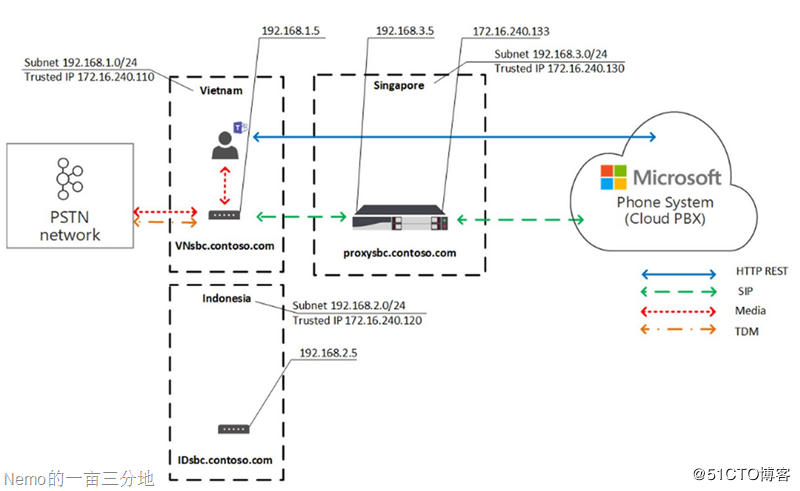 192.168.1.5
192.168.3.5
172.16.240.133
Subnet 192.168.1.0/24
Trusted IP 172.16.240.110
Subnet 192.168.3.0/24
Trusted IP 172.16.240.130
Vietnam
Singapore
Microsoft
Phone System
(Cloud PBX)
PSTN
network
VNsbc.contoso.com
proxysbc.contoso.com
HTTP REST
SIP
Media
TDM
Indonesia
Subnet 192.168.2.0/24
Trusted IP 172.16.240.120
192.168.2.5
IDsbc.contoso.com
Nemo的一亩三分地
@51CTO博客